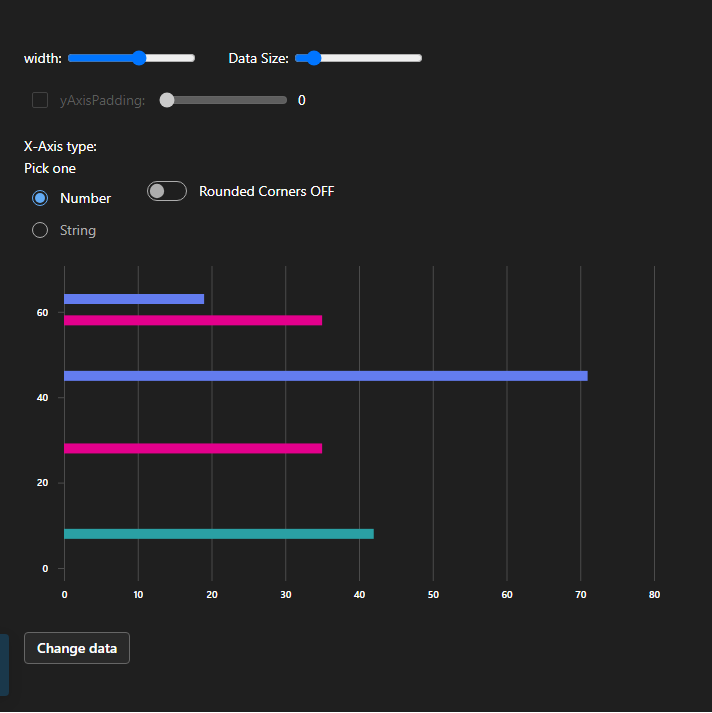 width: Data Size:
yAxisPadding: 0
X-Axis type:
Pick one
Number
Rounded Corners OFF
String
60
40
20
0
0 10 20 30 40 50 60 70 80
Change data